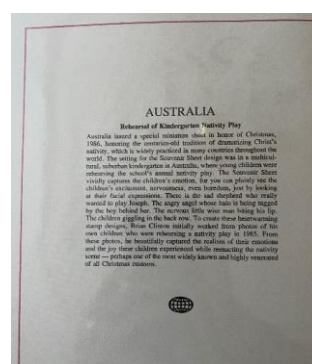 AUSTRALIA
Rehearsal of Kindergarten Nativity Play
Australia issued a special miniature sheet in honor of Christmas,
1986, honoring the centuries-old tradition of dramatizing Christ's
nativity, which is widely practiced in many countries throughout the
world. The setting for the Souvenir Sheet design was in a multicul-
tural, suburban kindergarten in Australia, where young children were
rehearsing the school's annual nativity play. The Souvenir Sheet
vividly captures the children's emotion, for you can plainly see the
children's excitement, nervousness, even boredom, just by looking
at their facial expressions. There is the sad shepherd who really
wanted to play Joseph. The angry angel whose halo is being tugged
by the boy behind her. The nervous little wise man biting his lip.
The children giggling in the back row. To create these heartwarming
stamp designs, Brian Clinton initially worked from photos of his
own children who were rehearsing a nativity play in 1985. From
these photos, he beautifully captured the realism of their emotions
and the joy these children experienced while reenacting the nativity
scene — perhaps one of the most widely known and highly venerated
of all Christmas customs.